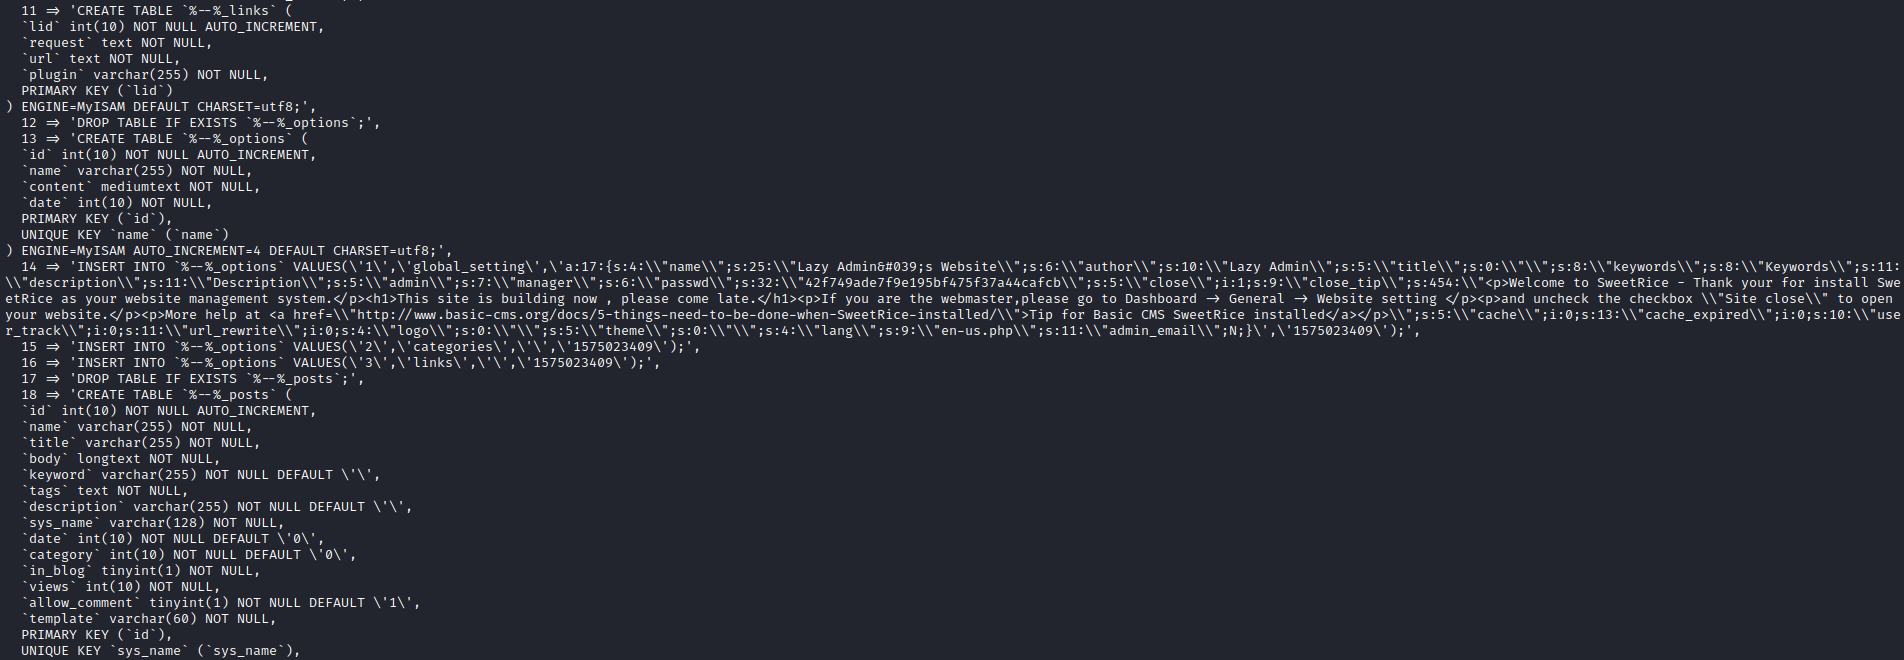 11 ⇒ 'CREATE TABLE `%--%_links` (
`lid` int(10) NOT NULL AUTO_INCREMENT,
`request` text NOT NULL,
`url` text NOT NULL,
`plugin` varchar(255) NOT NULL,
PRIMARY KEY (`lid`)
) ENGINE=MyISAM DEFAULT CHARSET=utf8;',
12 ⇒ 'DROP TABLE IF EXISTS `%--%_options`;',
13 ⇒ 'CREATE TABLE `%--%_options` (
`id` int(10) NOT NULL AUTO_INCREMENT,
`name` varchar(255) NOT NULL,
`content` mediumtext NOT NULL,
`date` int(10) NOT NULL,
PRIMARY KEY (`id`),
UNIQUE KEY `name` (`name`)
) ENGINE=MyISAM AUTO_INCREMENT=4 DEFAULT CHARSET=utf8;',
14 ⇒ 'INSERT INTO `%--%_options` VALUES(\'1\',\'global_setting\',\'a:17:{s:4:\\"name\\";s:25:\\"Lazy Admin&#039;s Website\\";s:6:\\"author\\";s:10:\\"Lazy Admin\\";s:5:\\"title\\";s:0:\\"\\";s:8:\\"keywords\\";s:8:\\"Keywords\\";s:11:
\\"description\\";s:11:\\"Description\\";s:5:\\"admin\\";s:7:\\"manager\\";s:6:\\"passwd\\";s:32:\\"42f749ade7f9e195bf475f37a44cafcb\\";s:5:\\"close\\";i:1;s:9:\\"close_tip\\";s:454:\\"<p>Welcome to SweetRice - Thank your for install Swe
etRice as your website management system.</p><h1>This site is building now , please come late.</h1><p>If you are the webmaster,please go to Dashboard → General → Website setting </p><p>and uncheck the checkbox \\"Site close\\" to open
your website.</p><p>More help at <a href=\\"http://www.basic-cms.org/docs/5-things-need-to-be-done-when-SweetRice-installed/\\">Tip for Basic CMS SweetRice installed</a></p>\\";s:5:\\"cache\\";i:0;s:13:\\"cache_expired\\";i:0;s:10:\\"use
r_track\\";i:0;s:11:\\"url_rewrite\\";i:0;s:4:\\"logo\\";s:0:\\"\\";s:5:\\"theme\\";s:0:\\"\\";s:4:\\"lang\\";s:9:\\"en-us.php\\";s:11:\\"admin_email\\";N;}\',\'1575023409\');',
15 ⇒ 'INSERT INTO `%--%_options` VALUES(\'2\',\'categories\',\'\',\'1575023409\');',
16 ⇒ 'INSERT INTO `%--%_options` VALUES(\'3\',\'links\',\'\',\'1575023409\');',
17 ⇒ 'DROP TABLE IF EXISTS `%--%_posts`;',
18 ⇒ 'CREATE TABLE `%--%_posts` (
`id` int(10) NOT NULL AUTO_INCREMENT,
`name` varchar(255) NOT NULL,
`title` varchar(255) NOT NULL,
`body` longtext NOT NULL,
`keyword` varchar(255) NOT NULL DEFAULT \'\',
`tags` text NOT NULL,
`description` varchar(255) NOT NULL DEFAULT \'\',
`sys_name` varchar(128) NOT NULL,
`date` int(10) NOT NULL DEFAULT \'0\',
`category` int(10) NOT NULL DEFAULT \'0\',
`in_blog` tinyint(1) NOT NULL,
`views` int(10) NOT NULL,
`allow_comment` tinyint(1) NOT NULL DEFAULT \'1\',
`template` varchar(60) NOT NULL,
PRIMARY KEY (`id`),
UNIQUE KEY `sys_name` (`sys_name`),